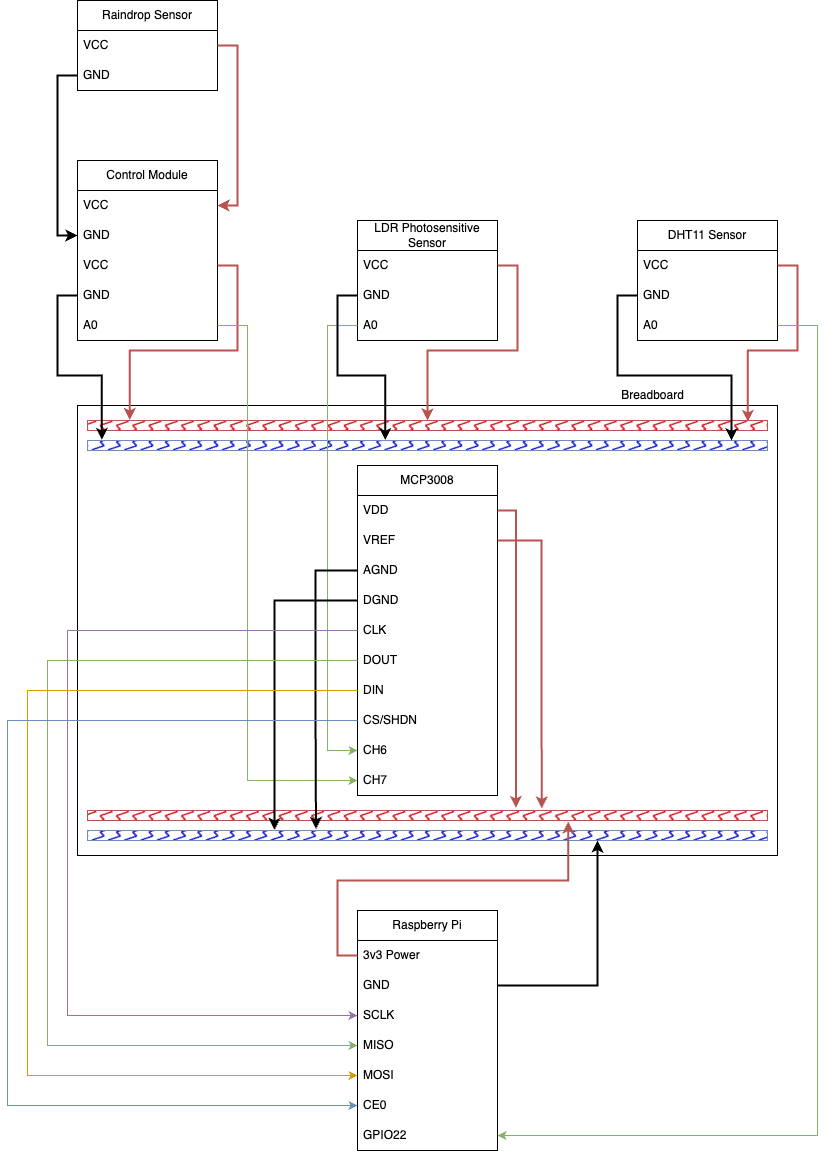 Raindrop Sensor
VCC
GND
Control Module
VCC
GND
VCC
GND
A0
LDR Photosensitive
Sensor
VCC
GND
A0
DHT11 Sensor
VCC
GND
A0
Breadboard
MCP3008
VDD
VREF
AGND
DGND
CLK
DOUT
DIN
CS/SHDN
CH6
CH7
Raspberry Pi
3v3 Power
GND
SCLK
MISO
MOSI
CE0
GPIO22